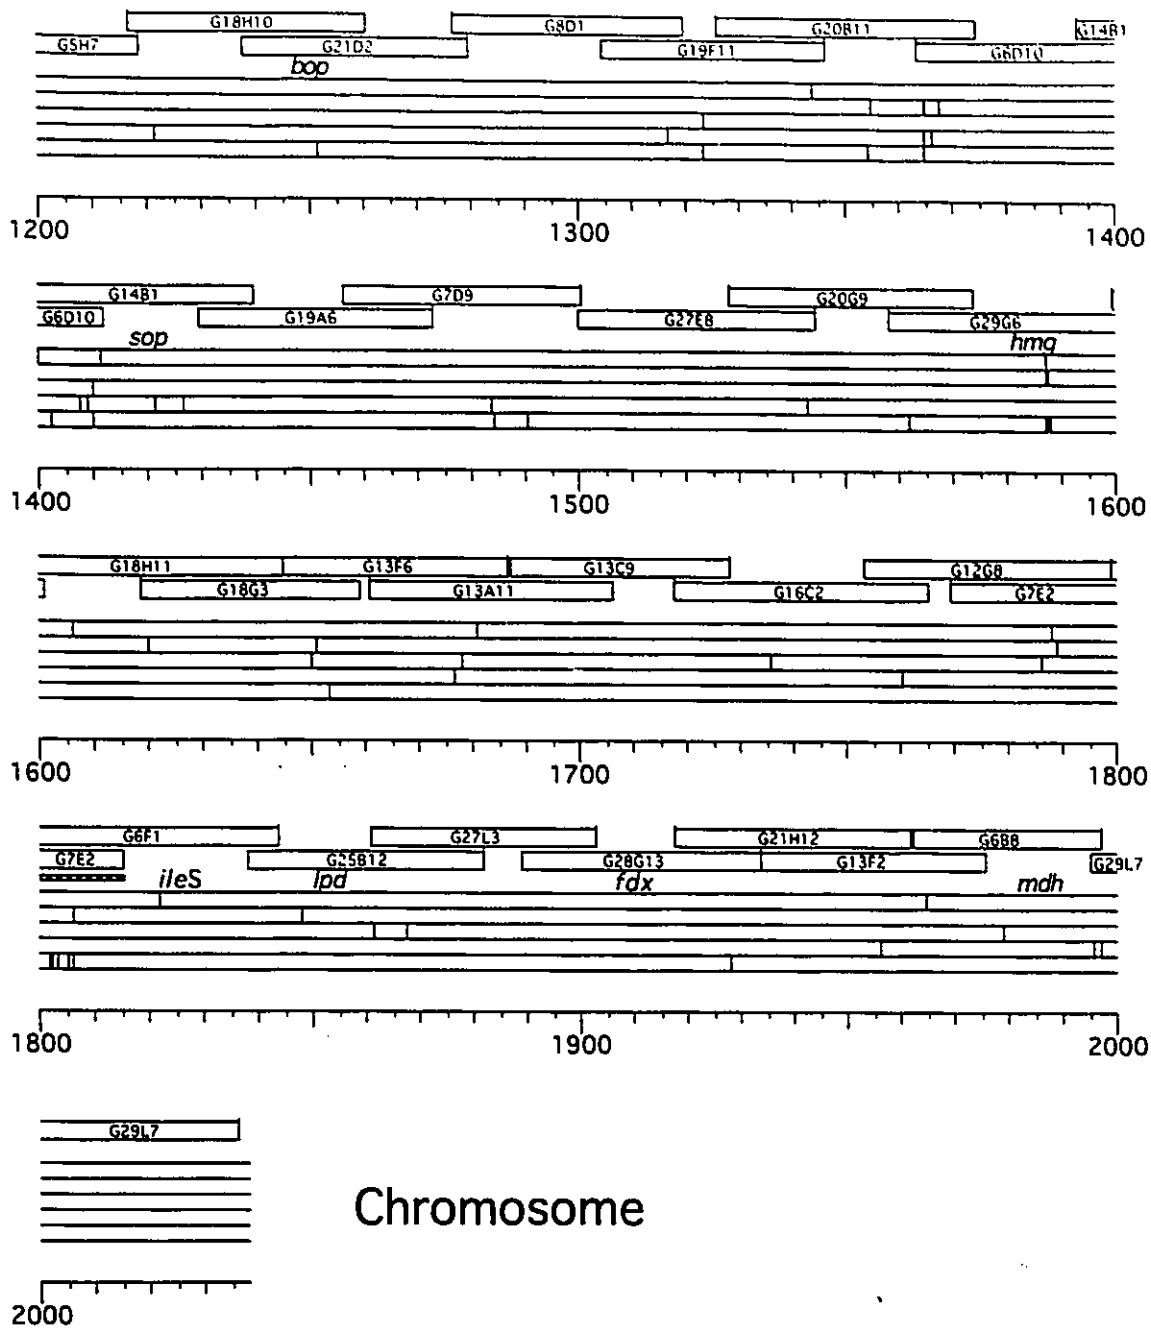 G18H10 G8D1 G20B11 G14B1
G5H7 G21D2 G19F11 G6D10
bop
1200 1300 1400
G14B1 G7D9 G20G9
G6D10 G19A6 G27E8 G29G6
sop hmg
1400 1500 1600
G18H11 G13F6 G13C9 G12G8
G18G3 G13A11 G16C2 G7E2
1600 1700 1800
G6F1 G27L3 G21H12 G6B8
G7E2 G25B12 G28G13 G13F2 G29L7
ileS lpd fdx mdh
1800 1900 2000
G29L7
Chromosome
2000